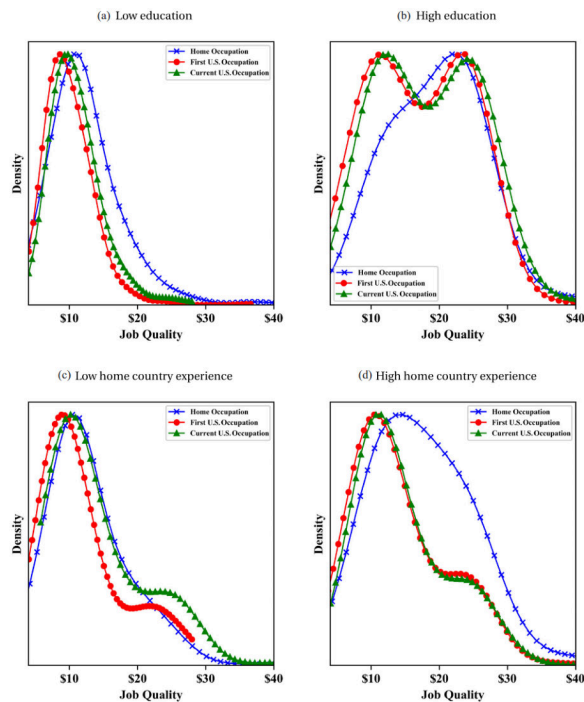 (a) Low education
Home Occupation
First U.S. Occupation
Current U.S. Occupation
Density
$10
$20
$30
$40
Job Quality
(b) High education
Home Occupation
First U.S. Occupation
Current U.S. Occupation
Density
$10
$20
$30
$40
Job Quality
(c) Low home country experience
Home Occupation
First U.S. Occupation
Current U.S. Occupation
Density
$10
$20
$30
$40
Job Quality
(d) High home country experience
Home Occupation
First U.S. Occupation
Current U.S. Occupation
Density
$10
$20
$30
$40
Job Quality